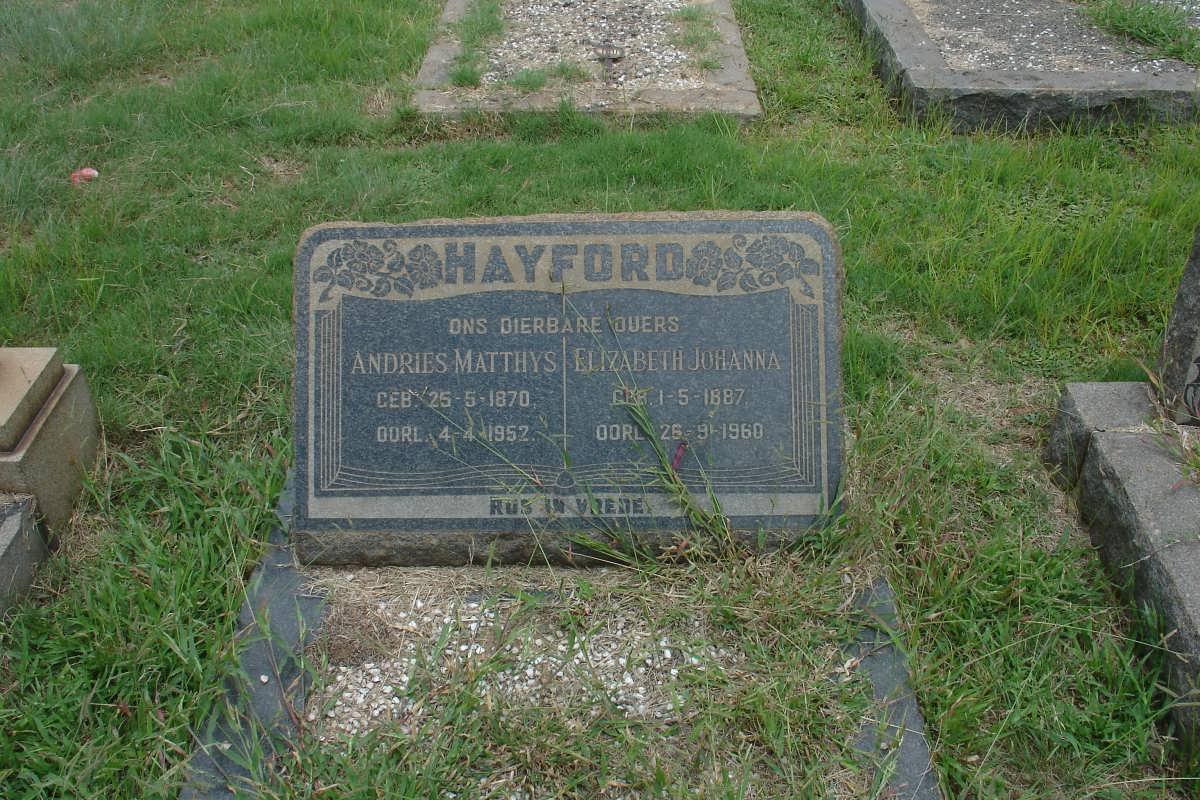 HAYFORD
ONS DIERBARE OUERS
ANDRIES MATTHYS
GEB. 25-5-1870.
OORL. 4-4-1952.
ELIZABETH JOHANNA
GEB. 1-5-1887.
OORL. 26-9-1960
RUS IN VREDE.